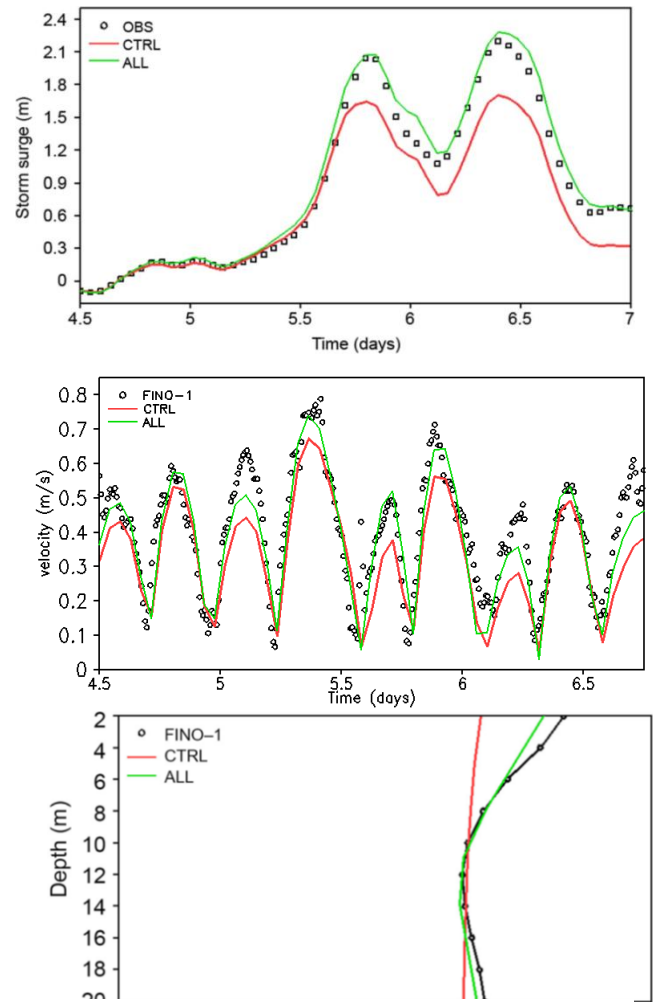 2.4
OBS
2.1
CTRL
ALL
1.8
1.5
1.2
0.9
0.6
0.3
0
Storm surge (m)
4.5 5 5.5 6 6.5 7
Time (days)
0.8
FINO-1
0.7
CTRL
ALL
0.6
0.5
0.4
0.3
0.2
0.1
0
velocity (m/s)
4.5 5 5.5 6 6.5
Time (days)
2
FINO-1
4
CTRL
6
ALL
8
10
12
14
16
18
20
Depth (m)